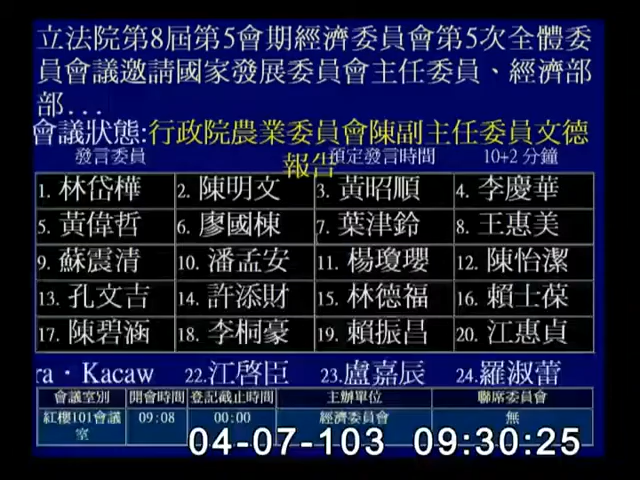 立法院第8屆第5會期經濟委員會第5次全體委
員會議邀請國家發展委員會主任委員、經濟部
部...
會議狀態:行政院農業委員會陳副主任委員文德
報告
發言委員 預定發言時間 10+2 分鐘
1. 林岱樺 2. 陳明文 3. 黃昭順 4. 李慶華
5. 黃偉哲 6. 廖國棟 7. 葉津鈴 8. 王惠美
9. 蘇震清 10. 潘孟安 11. 楊瓊瓔 12. 陳怡潔
13. 孔文吉 14. 許添財 15. 林德福 16. 賴士葆
17. 陳碧涵 18. 李桐豪 19. 賴振昌 20. 江惠貞
ra．Kacaw 22.江啓臣 23.盧嘉辰 24.羅淑蕾
會議室別 開會時間 登記截止時間 主辦單位 聯席委員會
紅樓101會議 09:08 00:00 經濟委員會 無
室
04-07-103 09:30:25